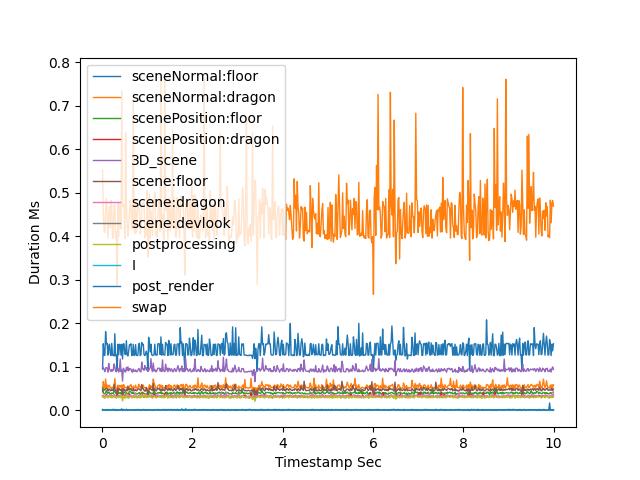 0.8
0.7
0.6
0.5
0.4
0.3
0.2
0.1
0.0
Duration Ms
sceneNormal:floor
sceneNormal:dragon
scenePosition:floor
scenePosition:dragon
3D_scene
scene:floor
scene:dragon
scene:devlook
postprocessing
I
post_render
swap
0
2
4
6
8
10
Timestamp Sec